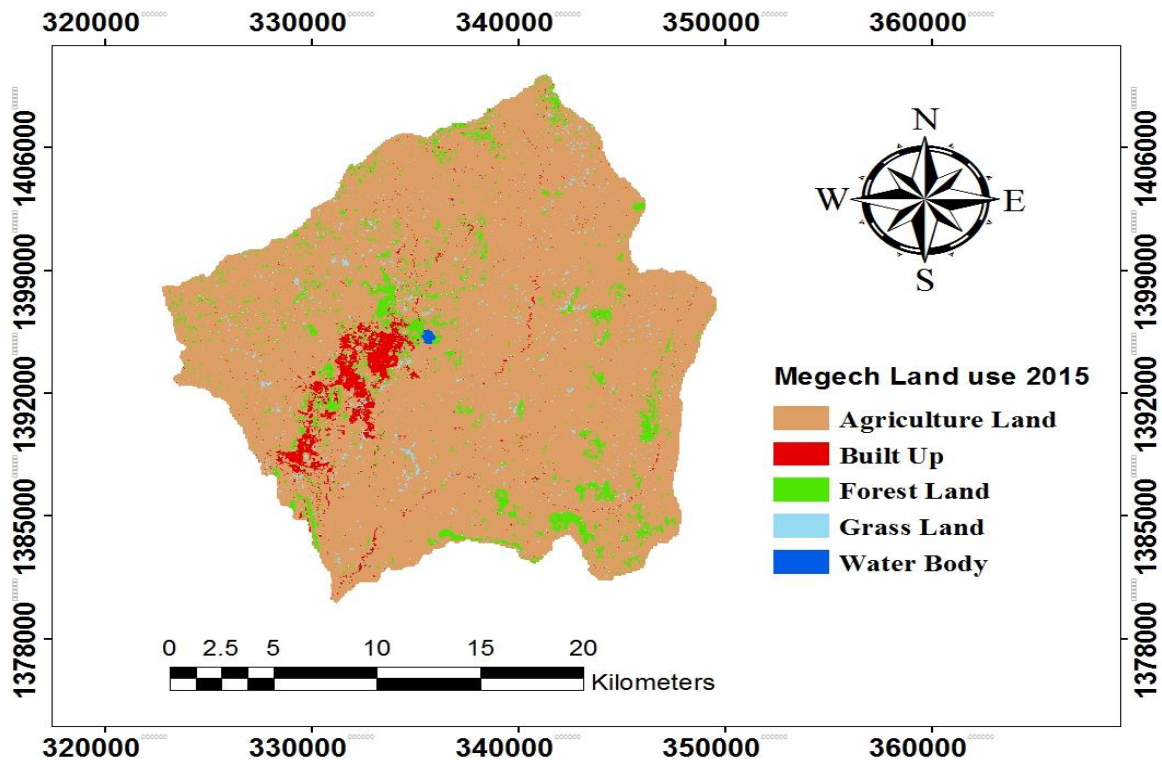 320000 330000 340000 350000 360000
1406000 1406000
1399000 1399000
1392000 1392000
1385000 1385000
1378000 1378000
N
W E
S
Megech Land use 2015
Agriculture Land
Built Up
Forest Land
Grass Land
Water Body
0 2.5 5 10 15 20
Kilometers
320000 330000 340000 350000 360000